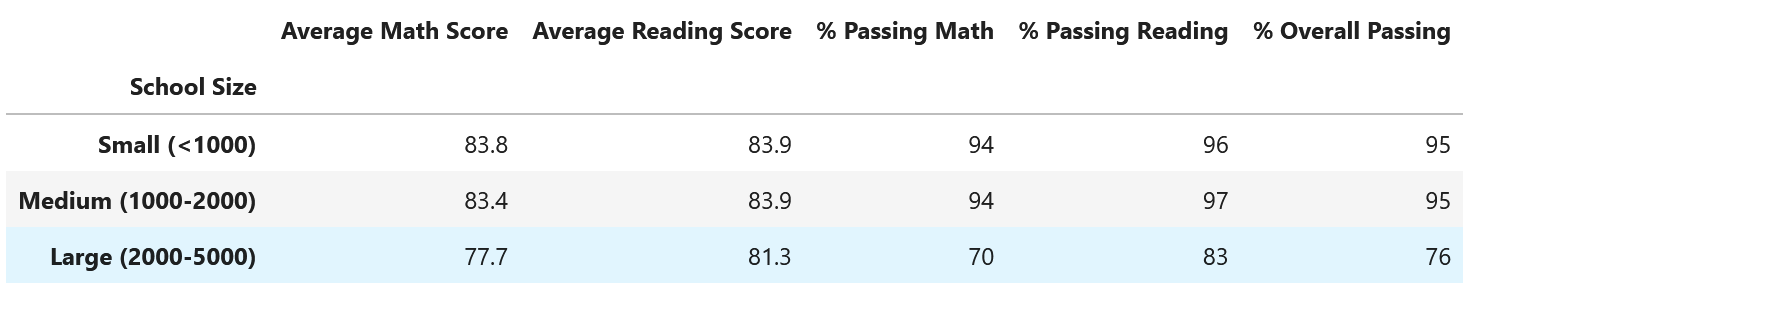 Average Math Score Average Reading Score % Passing Math % Passing Reading % Overall Passing
School Size
Small (<1000) 83.8 83.9 94 96 95
Medium (1000-2000) 83.4 83.9 94 97 95
Large (2000-5000) 77.7 81.3 70 83 76